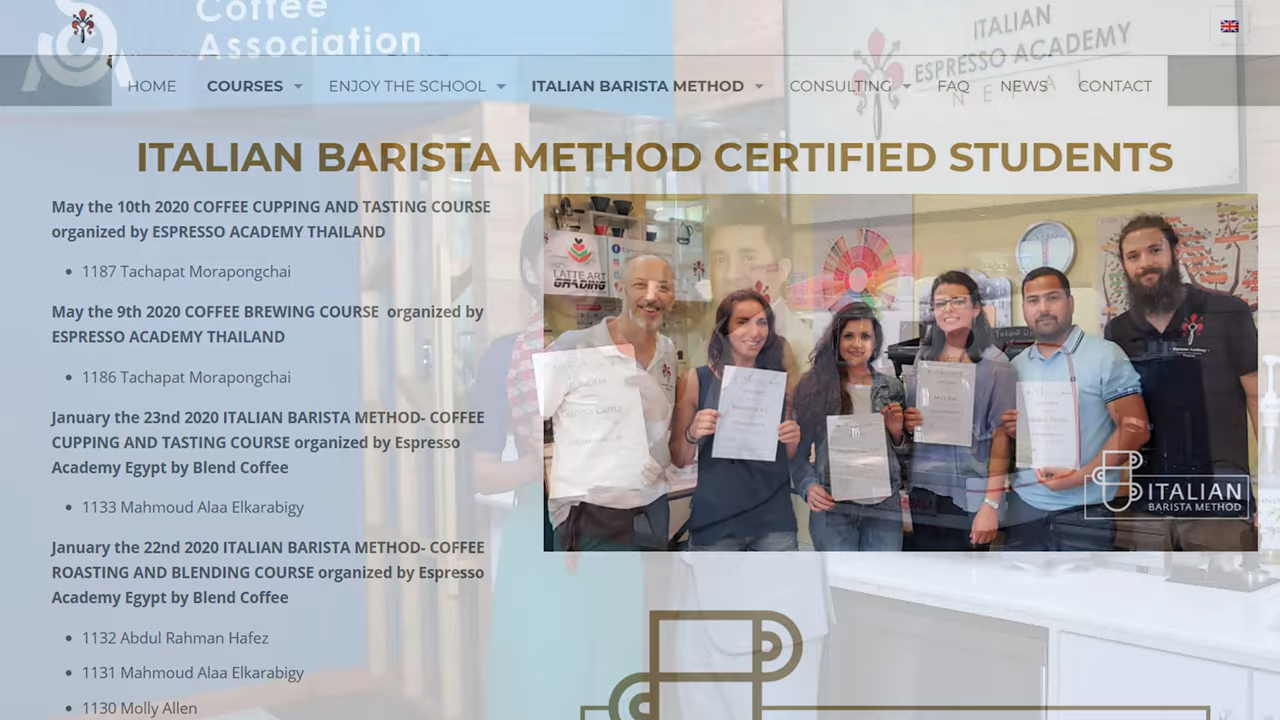 Coffee
Association
ITALIAN
ESPRESSO ACADEMY
NEPAL
HOME COURSES ENJOY THE SCHOOL ITALIAN BARISTA METHOD CONSULTING FAQ NEWS CONTACT
ITALIAN BARISTA METHOD CERTIFIED STUDENTS
May the 10th 2020 COFFEE CUPPING AND TASTING COURSE
organized by ESPRESSO ACADEMY THAILAND
1187 Tachapat Morapongchai
May the 9th 2020 COFFEE BREWING COURSE organized by
ESPRESSO ACADEMY THAILAND
1186 Tachapat Morapongchai
January the 23nd 2020 ITALIAN BARISTA METHOD- COFFEE
CUPPING AND TASTING COURSE organized by Espresso
Academy Egypt by Blend Coffee
1133 Mahmoud Alaa Elkarabigy
January the 22nd 2020 ITALIAN BARISTA METHOD- COFFEE
ROASTING AND BLENDING COURSE organized by Espresso
Academy Egypt by Blend Coffee
1132 Abdul Rahman Hafez
1131 Mahmoud Alaa Elkarabigy
1130 Molly Allen
LATTE ART
GRADING
ITALIAN
BARISTA METHOD